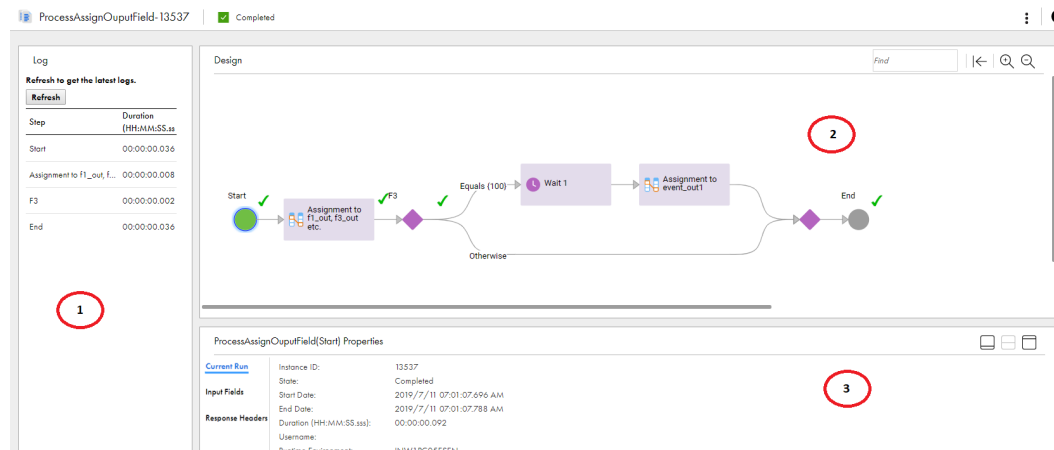 ProcessAssignOuputField-13537
Completed
Log
Refresh to get the latest logs.
Refresh
Step
Duration
(HH:MM:SS.ss
Start
00:00:00.036
Assignment to f1_out, f...
00:00:00.008
F3
00:00:00.002
End
00:00:00.036
1
Design
Find
2
Start
Assignment to
f1_out, f3_out
etc.
F3
Equals (100)
Wait 1
Assignment to
event_out1
Otherwise
End
ProcessAssignOuputField(Start) Properties
Current Run
Input Fields
Response Headers
Instance ID:
13537
State:
Completed
Start Date:
2019/7/11 07:01:07.696 AM
End Date:
2019/7/11 07:01:07.788 AM
Duration (HH:MM:SS.sss):
00:00:00.092
Username:
3